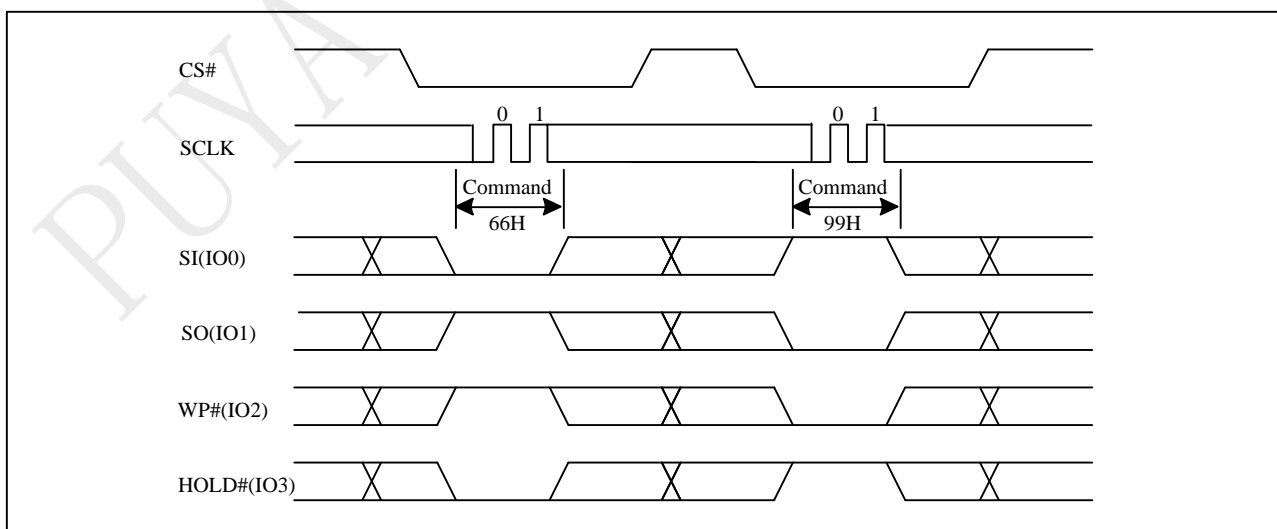 PUYA
CS#
0 1 0 1
SCLK
Command Command
66H 99H
SI(IO0)
SO(IO1)
WP#(IO2)
HOLD#(IO3)